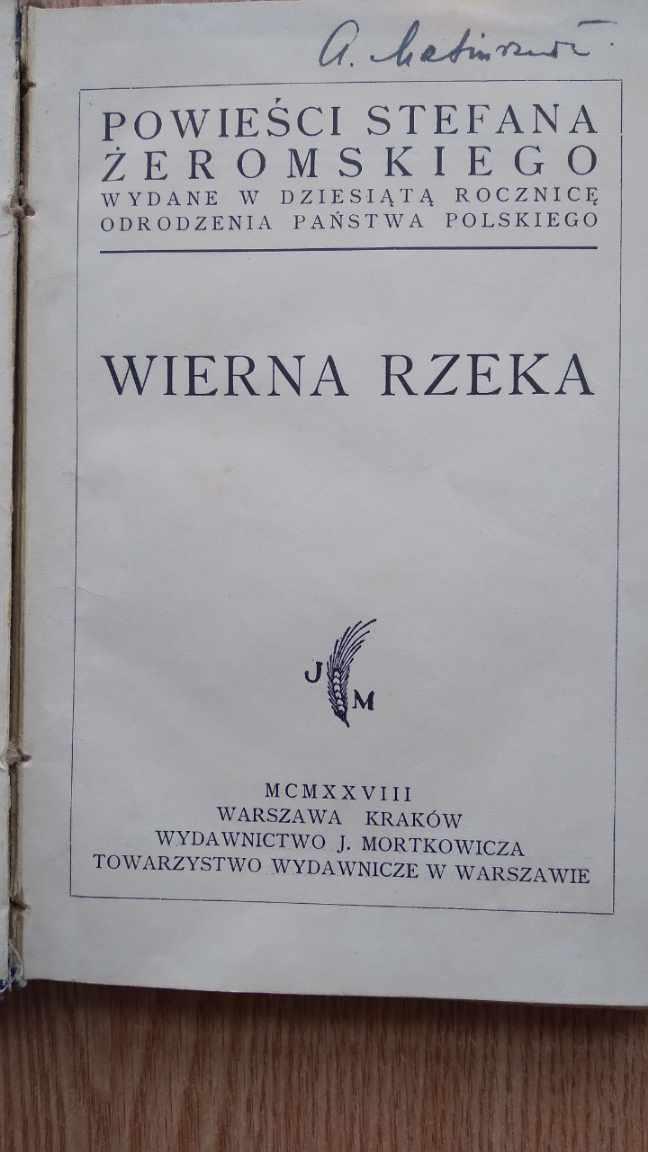 A.
POWIEŚCI STEFANA
ŻEROMSKIEGO
WYDANE W DZIESIĄTĄ ROCZNICĘ
ODRODZENIA PAŃSTWA POLSKIEGO
WIERNA RZEKA
J M
MCMXXVIII
WARSZAWA KRAKÓW
WYDAWNICTWO J. MORTKOWICZA
TOWARZYSTWO WYDAWNICZE W WARSZAWIE